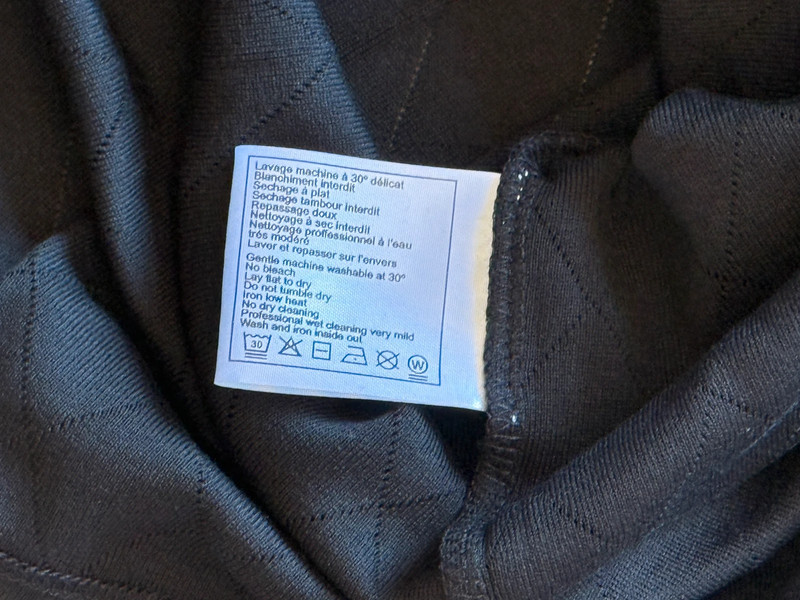 Lavage machine à 30° délicat
Blanchiment interdit
Sechage à plat
Sechage tambour interdit
Repassage doux
Nettoyage à sec interdit
Nettoyage proffessionnel à l'eau
très modéré
Laver et repasser sur l'envers
Gentle machine washable at 30°
No bleach
Lay flat to dry
Do not tumble dry
Iron low heat
No dry cleaning
Professional wet cleaning very mild
Wash and iron inside out
30 W